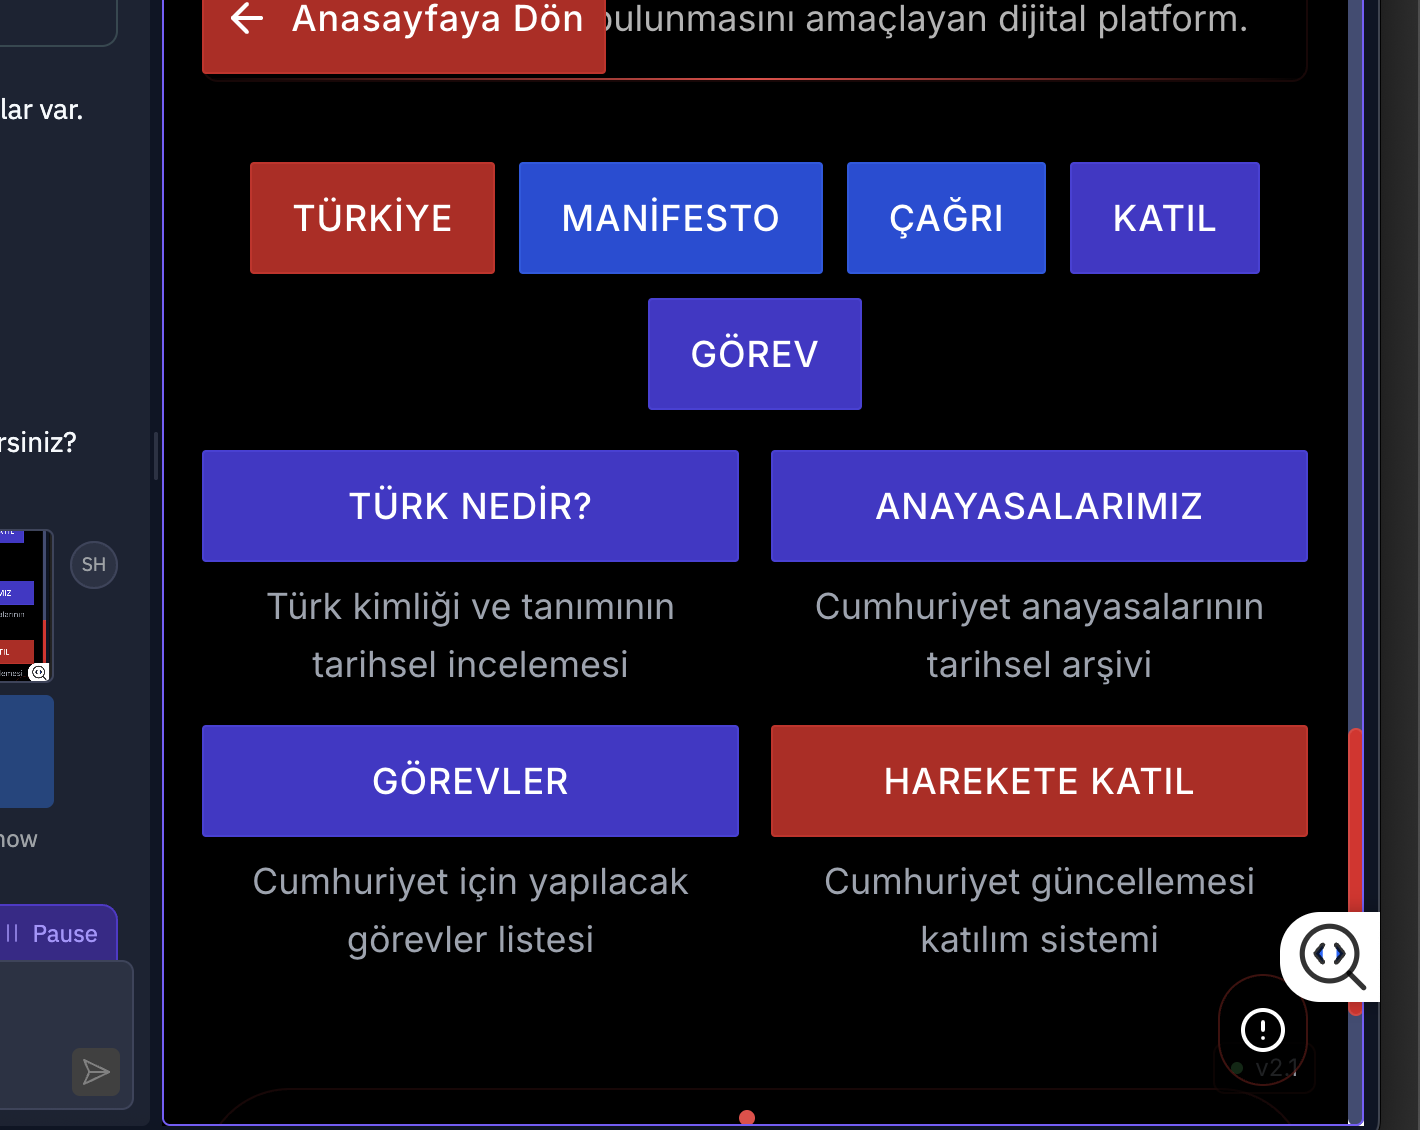 Anasayfaya Dön
bulunmasını amaçlayan dijital platform.
lar var.
TÜRKİYE
MANİFESTO
ÇAĞRI
KATIL
GÖREV
rsiniz?
TÜRK NEDİR?
ANAYASALARIMIZ
SH
Türk kimliği ve tanımının
tarihsel incelemesi
Cumhuriyet anayasalarının
tarihsel arşivi
GÖREVLER
HAREKETE KATIL
now
Cumhuriyet için yapılacak
görevler listesi
Cumhuriyet güncellemesi
katılım sistemi
Pause
v2.1